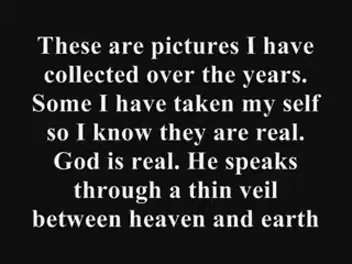 These are pictures I have
collected over the years.
Some I have taken my self
so I know they are real.
God is real. He speaks
through a thin veil
between heaven and earth